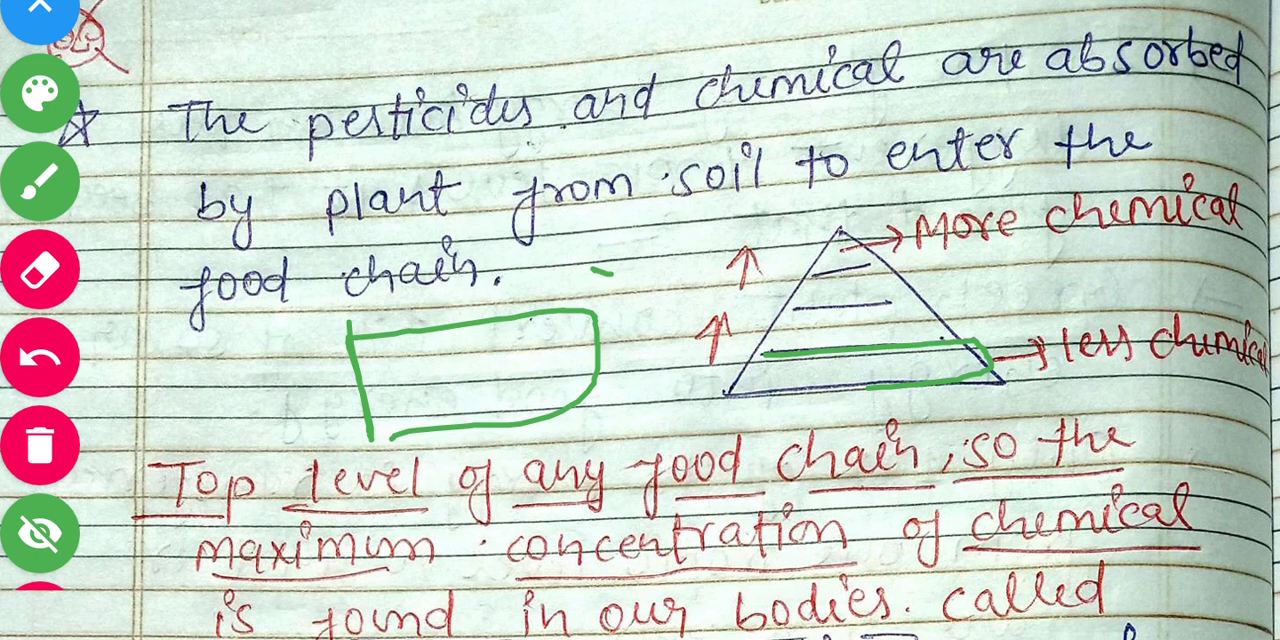 The pesticides and chemical are absorbed
by plant from soil to enter the
food chain.
More chemical
less chemical
Top level of any food chain, so the
maximum concentration of chemical
is found in our bodies. called